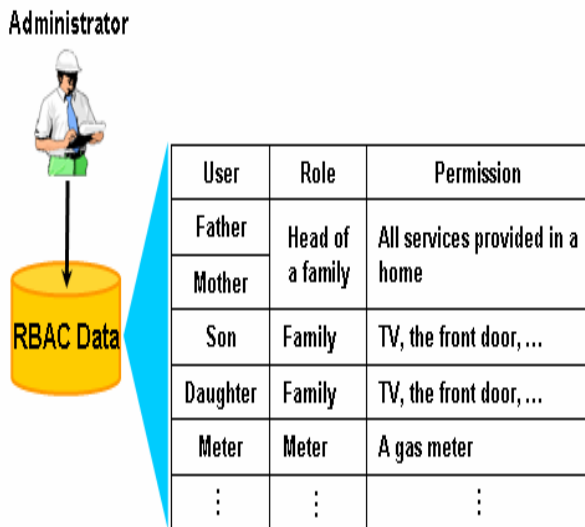 Administrator
RBAC Data
User Role Permission
Father
Head of a family
All services provided in a home
Mother
Son Family TV, the front door, ...
Daughter Family TV, the front door, ...
Meter Meter A gas meter
⋮ ⋮ ⋮